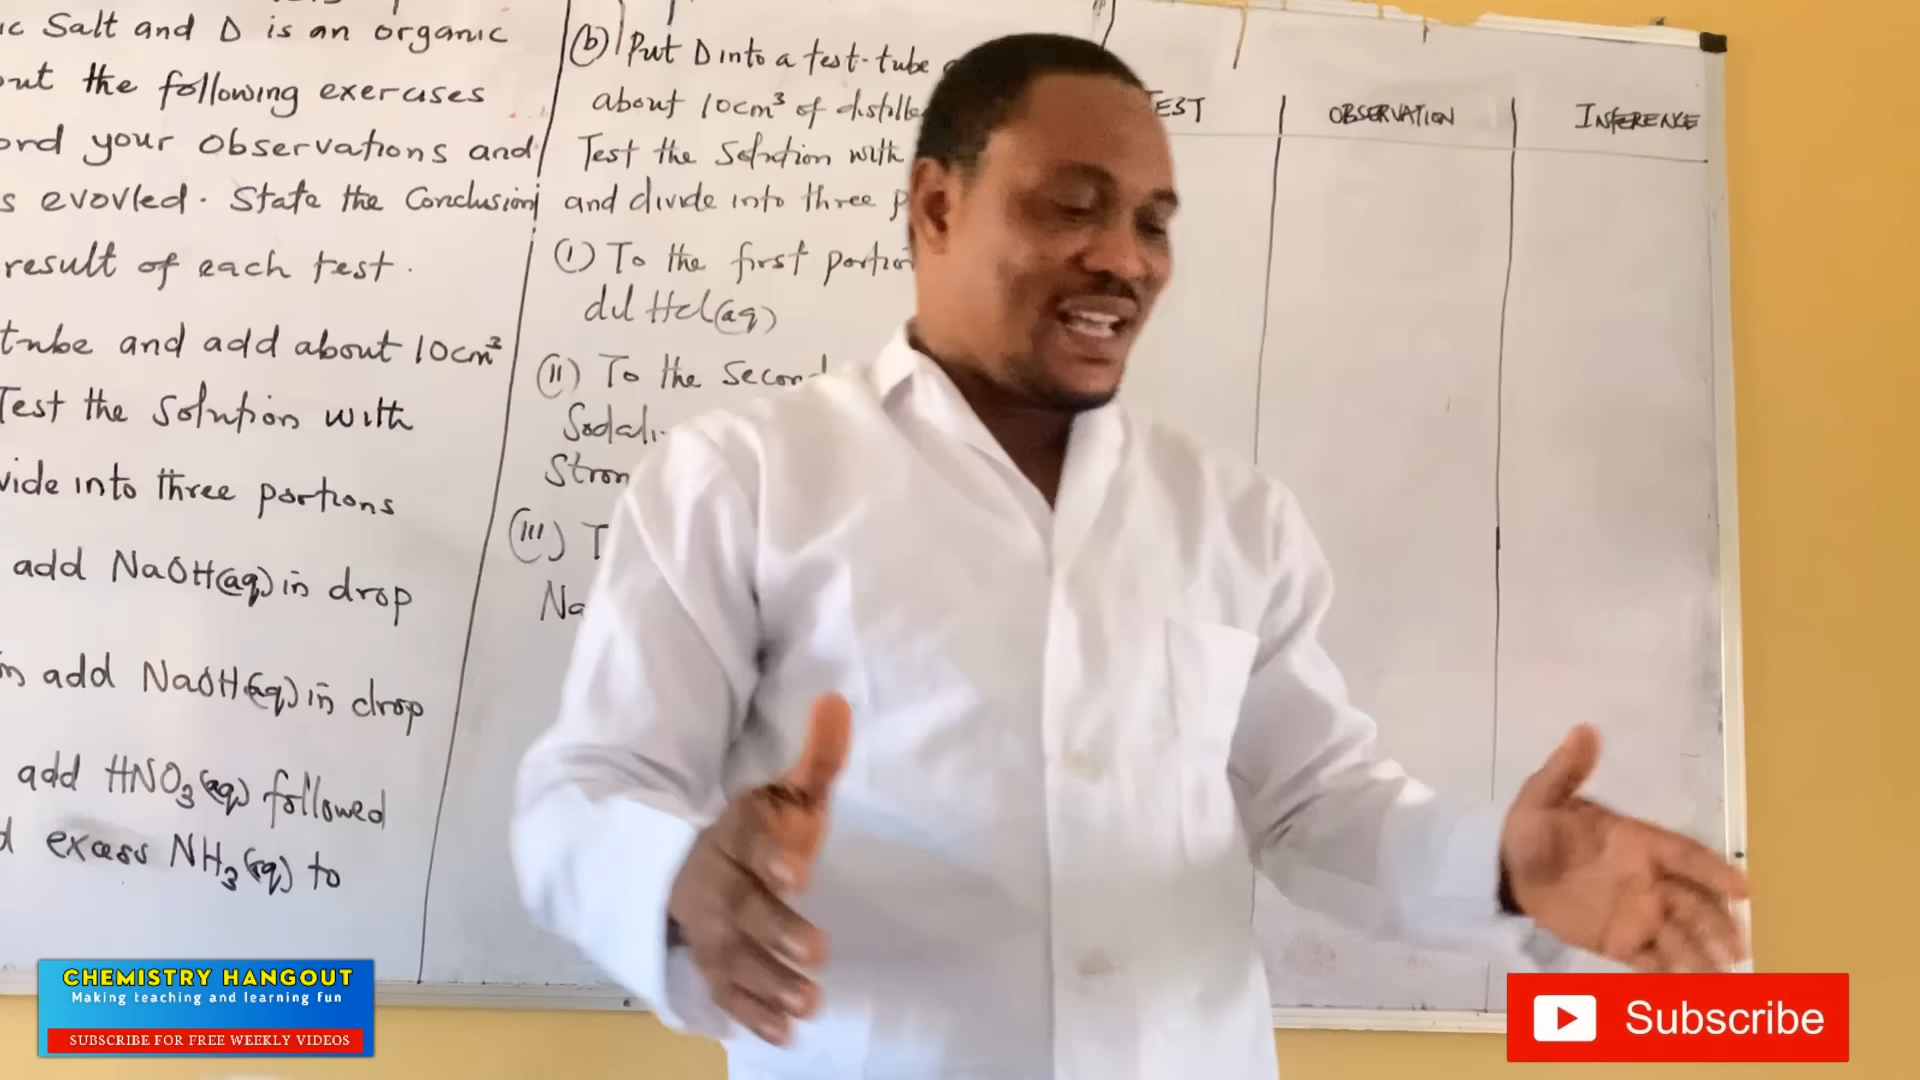 Salt and D is an organic
the following exercises
your observations and
s evovled. State the Conclusion
result of each test.
tube and add about 10cm³
Test the Solution with
vide into three portions
add NaOH(aq) in drop
add NaOH(aq) in drop
add HNO₃(aq) followed
excess NH₃(aq) to
(b) Put D into a test-tube
about 10cm³ of distille
Test the Solution with
and divide into three p
(i) To the first portion
dil HCl(aq)
(ii) To the Second
Sodali
Stron
(iii) T
Na
TEST OBSERVATION INFERENCE
CHEMISTRY HANGOUT
Making teaching and learning fun
SUBSCRIBE FOR FREE WEEKLY VIDEOS
Subscribe